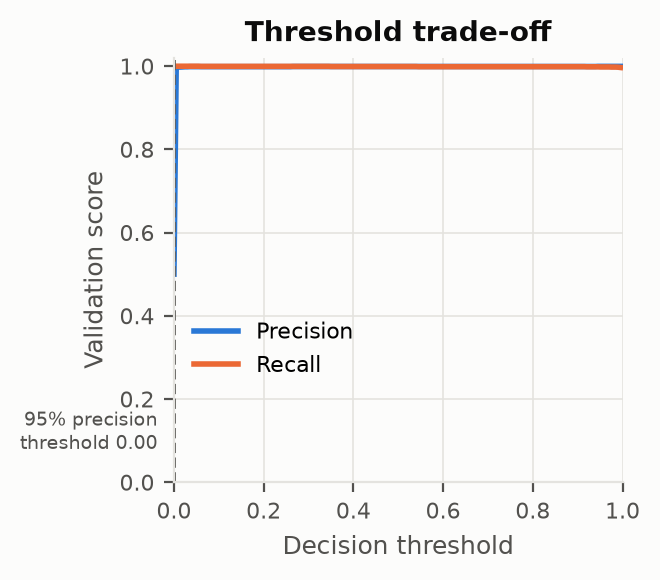 Threshold trade-off
Validation score
1.0
0.8
0.6
0.4
0.2
0.0
Precision
Recall
95% precision
threshold 0.00
0.0 0.2 0.4 0.6 0.8 1.0
Decision threshold